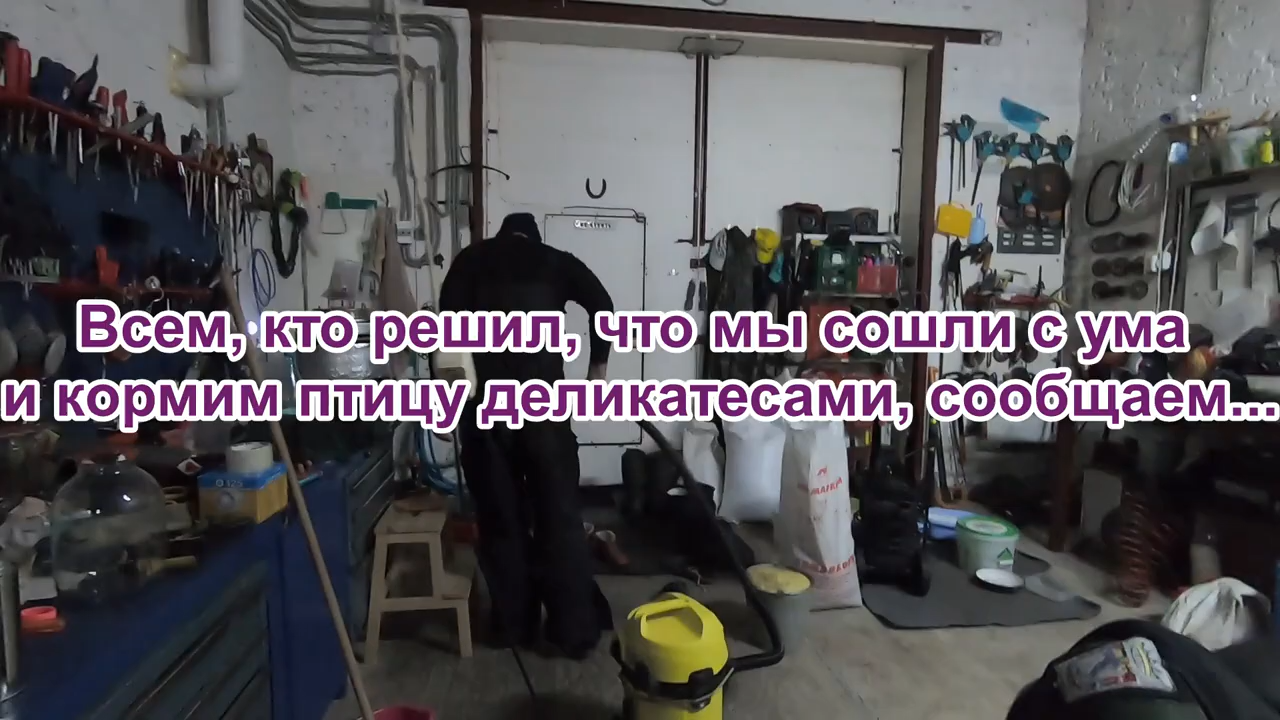 Всем, кто решил, что мы сошли с ума
и кормим птицу деликатесами, сообщаем...